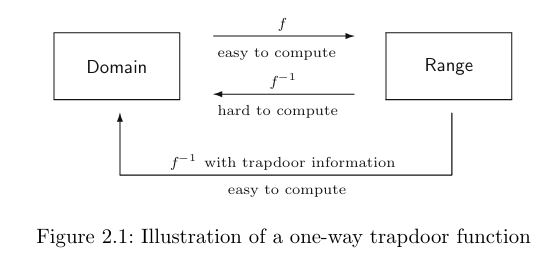 f
Domain
easy to compute
Range
f⁻¹
hard to compute
f⁻¹ with trapdoor information
easy to compute
Figure 2.1: Illustration of a one-way trapdoor function